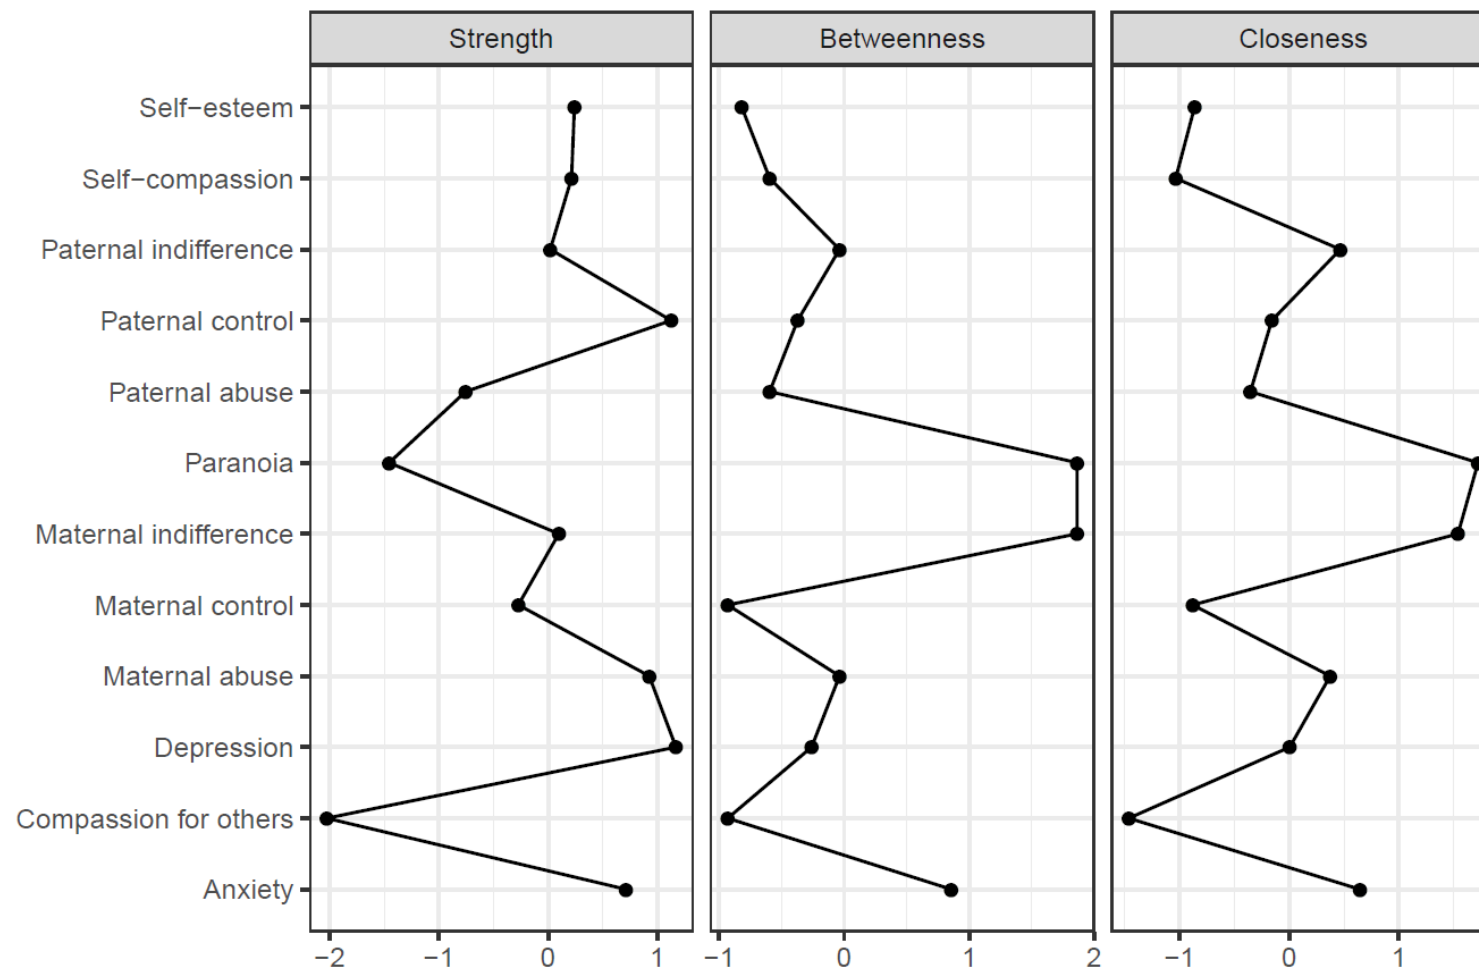 Strength Betweenness Closeness
Self−esteem
Self−compassion
Paternal indifference
Paternal control
Paternal abuse
Paranoia
Maternal indifference
Maternal control
Maternal abuse
Depression
Compassion for others
Anxiety
−2 −1 0 1 −1 0 1 2 −1 0 1